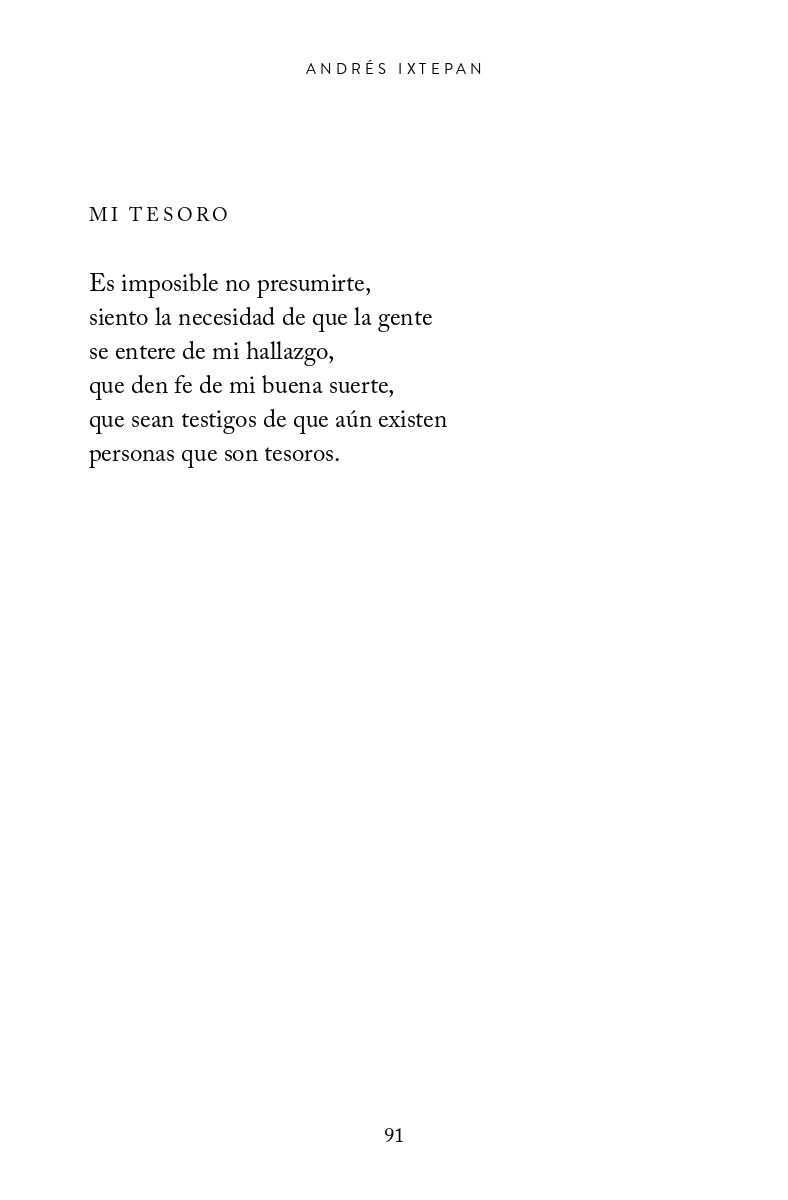 ANDRÉS IXTEPAN
MI TESORO
Es imposible no presumirte,
siento la necesidad de que la gente
se entere de mi hallazgo,
que den fe de mi buena suerte,
que sean testigos de que aún existen
personas que son tesoros.
91